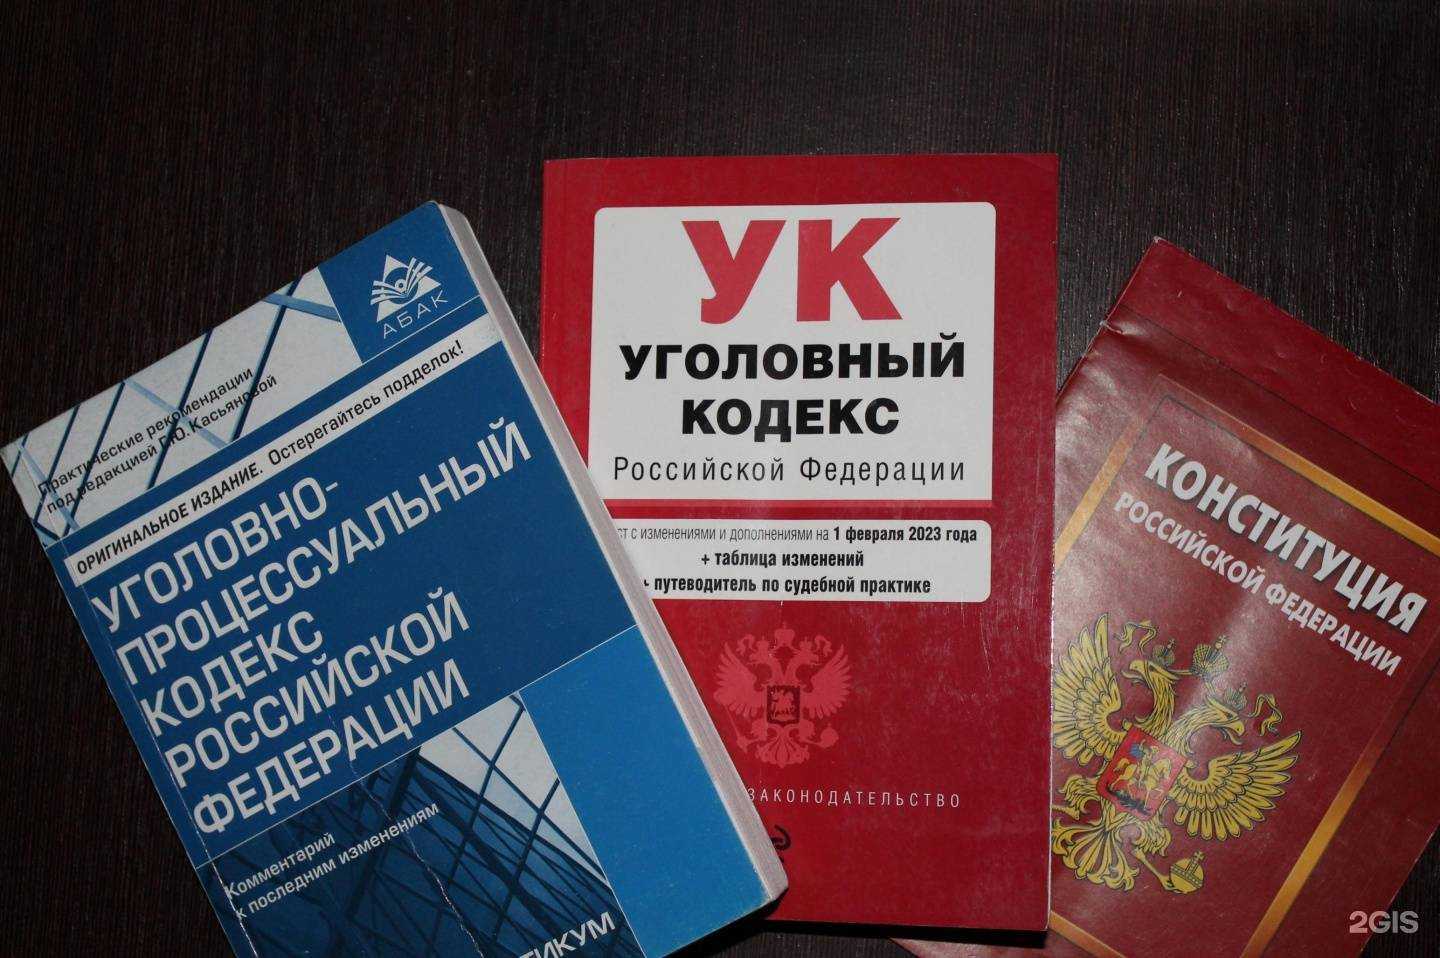 АБАК
Практические рекомендации
под редакцией Г.Ю. Касьяновой
ОРИГИНАЛЬНОЕ ИЗДАНИЕ. Остерегайтесь подделок!
УГОЛОВНО-
ПРОЦЕССУАЛЬНЫЙ
КОДЕКС
РОССИЙСКОЙ
ФЕДЕРАЦИИ
Комментарий
к последним изменениям
ТИКУМ
УК
УГОЛОВНЫЙ
КОДЕКС
Российской Федерации
ст с изменениями и дополнениями на 1 февраля 2023 года
+ таблица изменений
+ путеводитель по судебной практике
ЗАКОНОДАТЕЛЬСТВО
КОНСТИТУЦИЯ
РОССИЙСКОЙ ФЕДЕРАЦИИ
2GIS